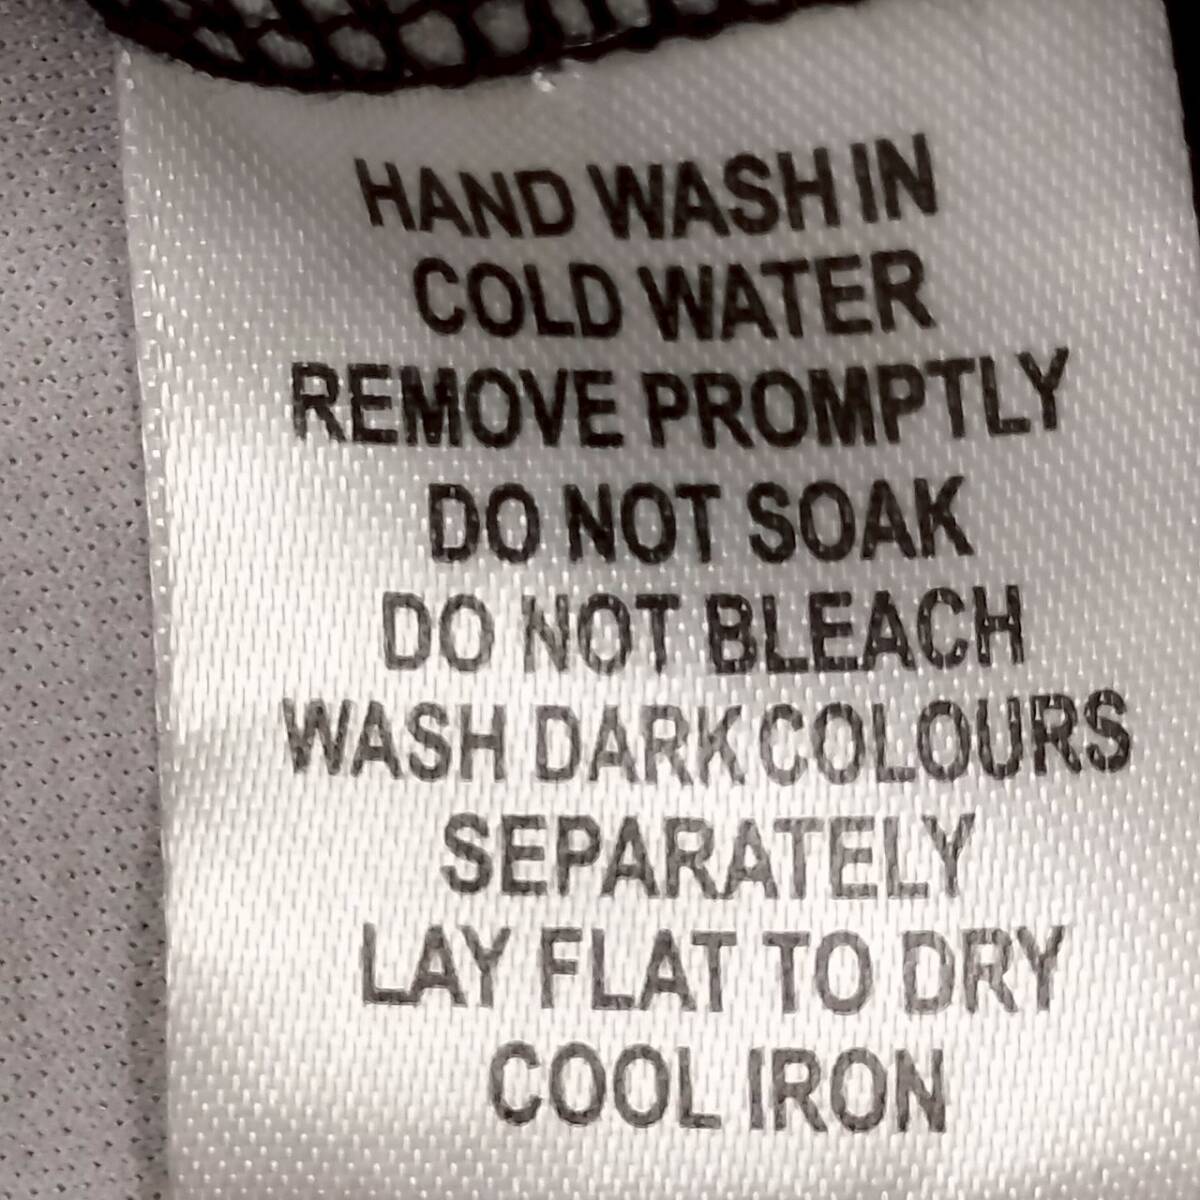 HAND WASH IN
COLD WATER
REMOVE PROMPTLY
DO NOT SOAK
DO NOT BLEACH
WASH DARK COLOURS
SEPARATELY
LAY FLAT TO DRY
COOL IRON